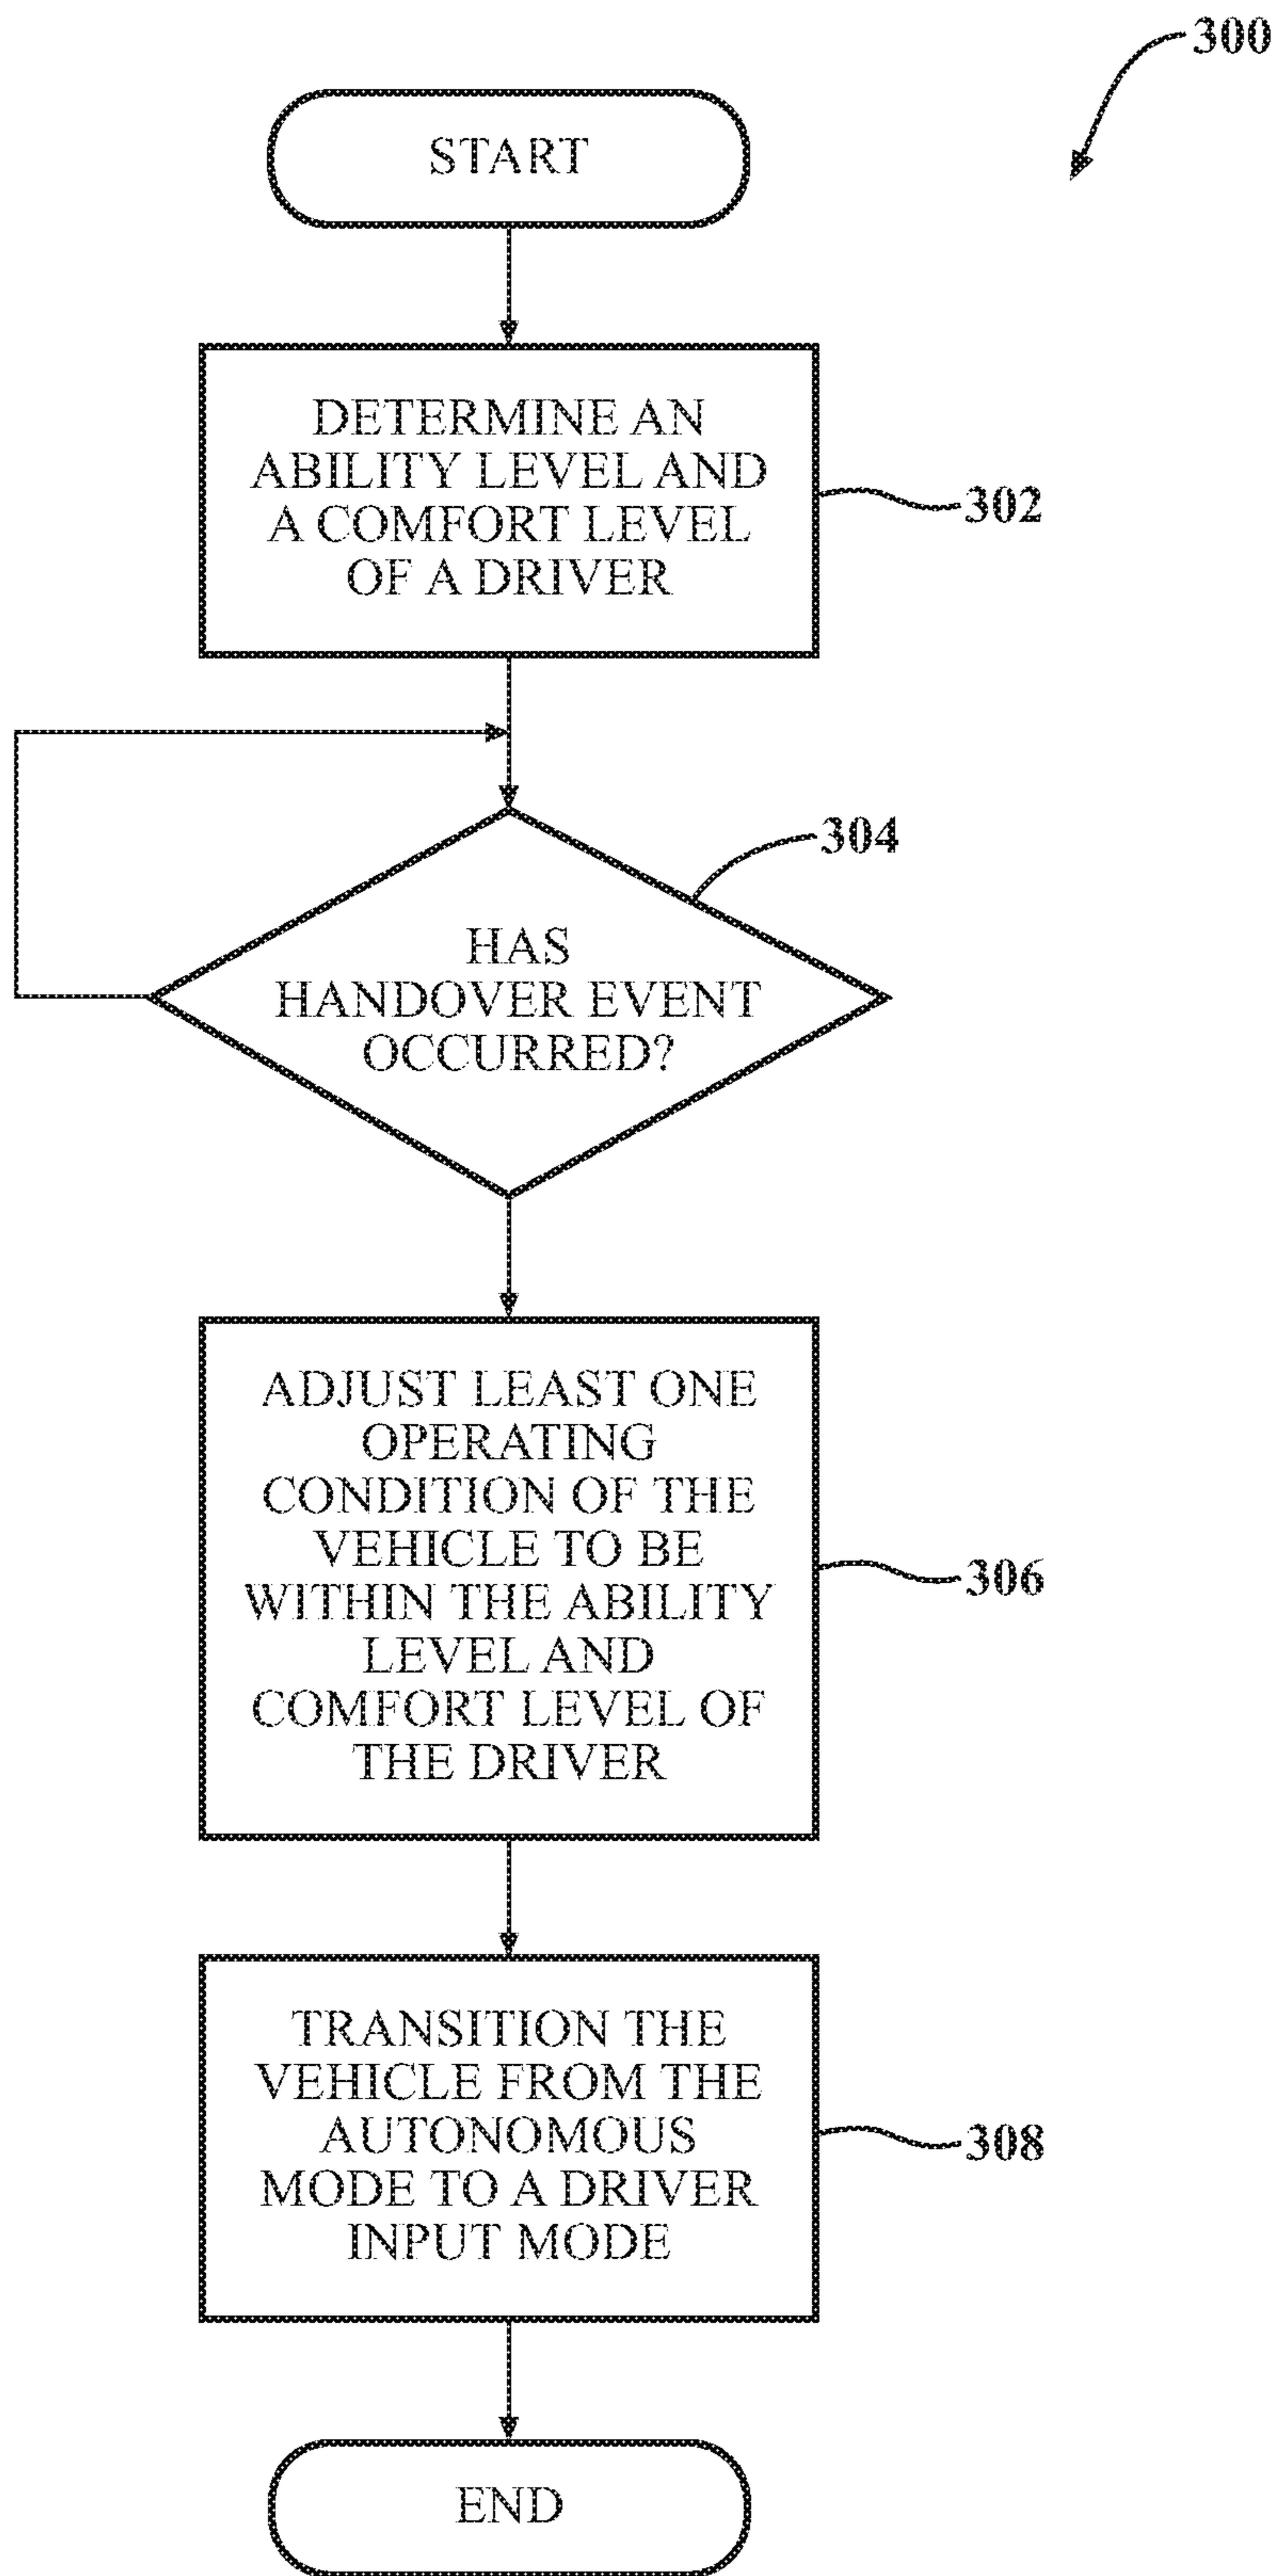 300
START
DETERMINE AN
ABILITY LEVEL AND
A COMFORT LEVEL
OF A DRIVER
302
304
HAS
HANDOVER EVENT
OCCURRED?
ADJUST LEAST ONE
OPERATING
CONDITION OF THE
VEHICLE TO BE
WITHIN THE ABILITY
LEVEL AND
COMFORT LEVEL OF
THE DRIVER
306
TRANSITION THE
VEHICLE FROM THE
AUTONOMOUS
MODE TO A DRIVER
INPUT MODE
308
END